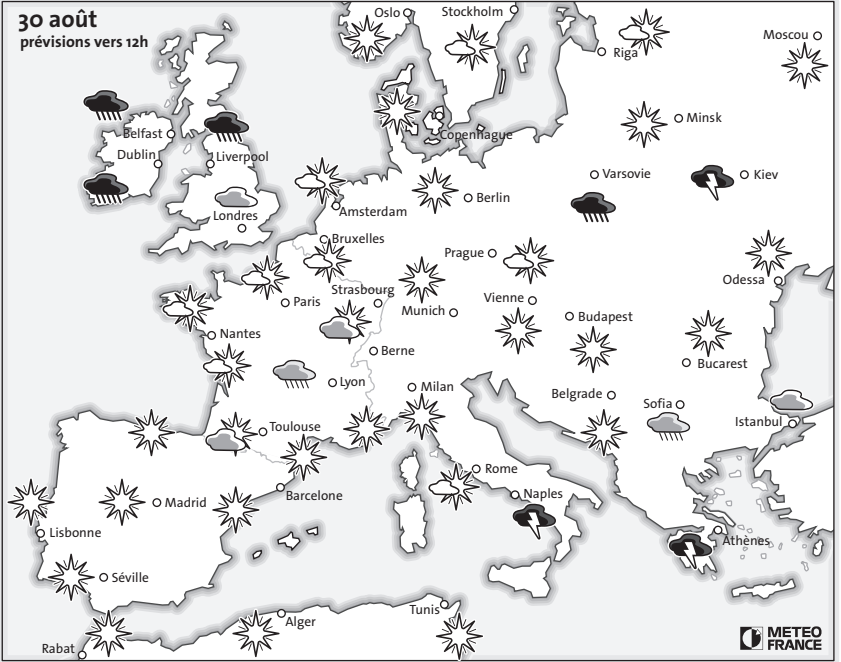 30 août
prévisions vers 12h
Oslo
Stockholm
Moscou
Riga
Minsk
Belfast
Copenhague
Dublin
Liverpool
Varsovie
Kiev
Berlin
Amsterdam
Londres
Bruxelles
Prague
Odessa
Strasbourg
Paris
Vienne
Munich
Budapest
Nantes
Berne
Bucarest
Lyon
Milan
Belgrade
Sofia
Istanbul
Toulouse
Rome
Barcelone
Naples
Madrid
Lisbonne
Athènes
Séville
Tunis
Alger
Rabat
METEO
FRANCE